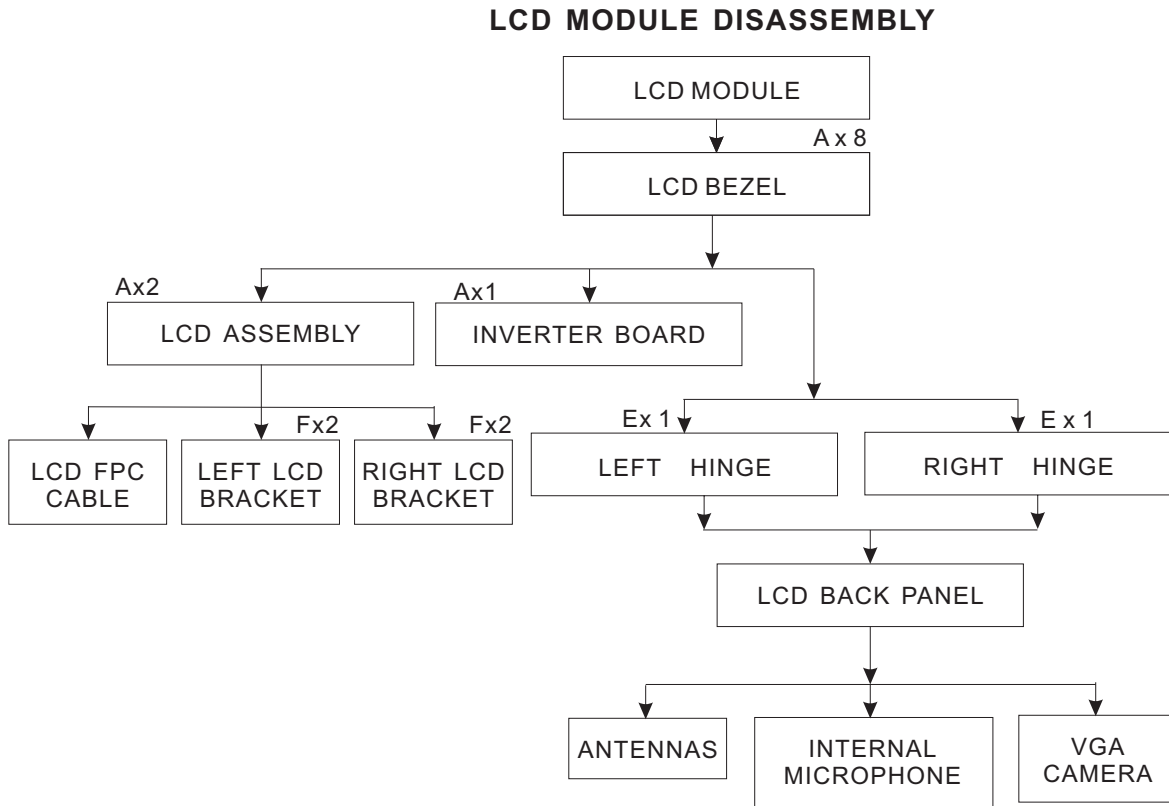 LCD MODULE DISASSEMBLY
LCD MODULE
A x 8
LCD BEZEL
Ax2
Ax1
LCD ASSEMBLY
INVERTER BOARD
Fx2
Fx2
Ex 1
E x 1
LCD FPC
CABLE
LEFT LCD
BRACKET
RIGHT LCD
BRACKET
LEFT HINGE
RIGHT HINGE
LCD BACK PANEL
ANTENNAS
INTERNAL
MICROPHONE
VGA
CAMERA